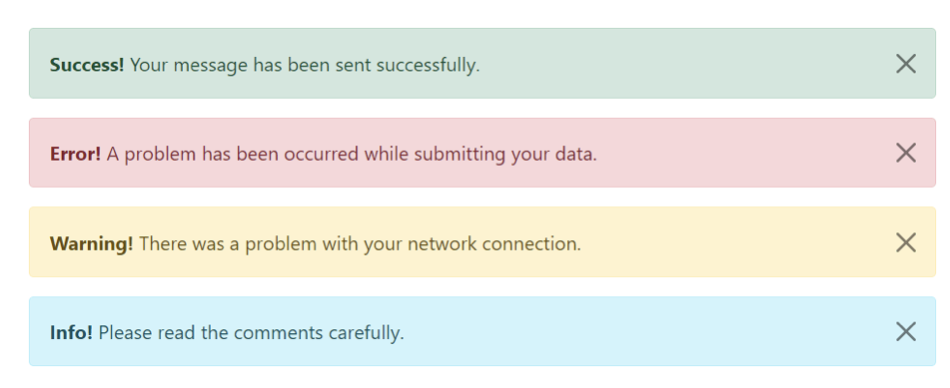 Success! Your message has been sent successfully.
Error! A problem has been occurred while submitting your data.
Warning! There was a problem with your network connection.
Info! Please read the comments carefully.